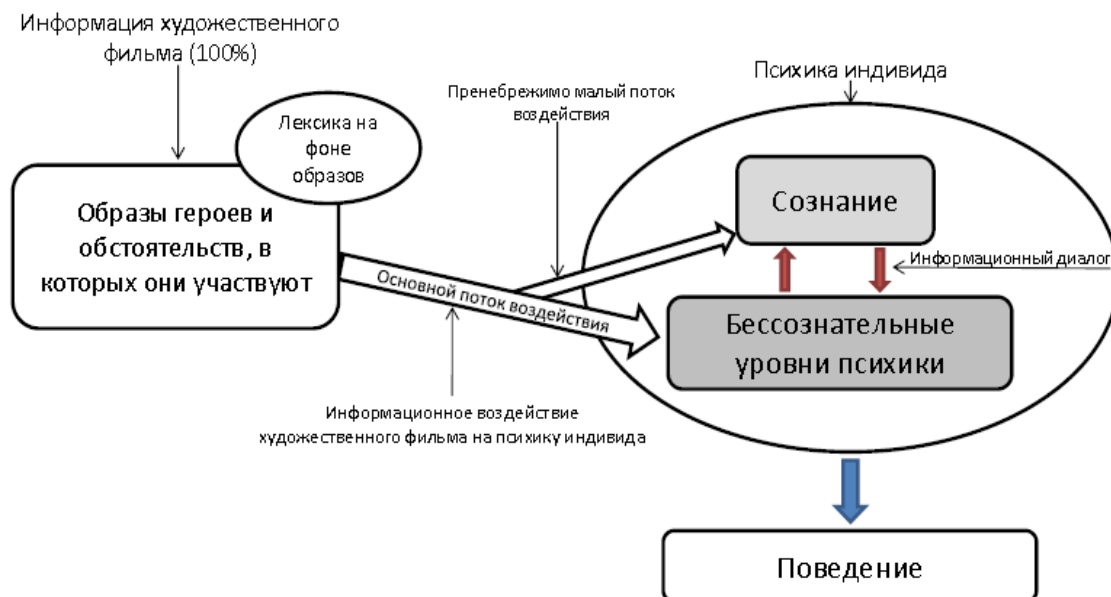 Информация художественного
фильма (100%)
Лексика на
фоне
образов
Образы героев и
обстоятельств, в
которых они участвуют
Пренебрежимо малый поток
воздействия
Основной поток воздействия
Информационное воздействие
художественного фильма на психику индивида
Психика индивида
Сознание
Информационный диалог
Бессознательные
уровни психики
Поведение